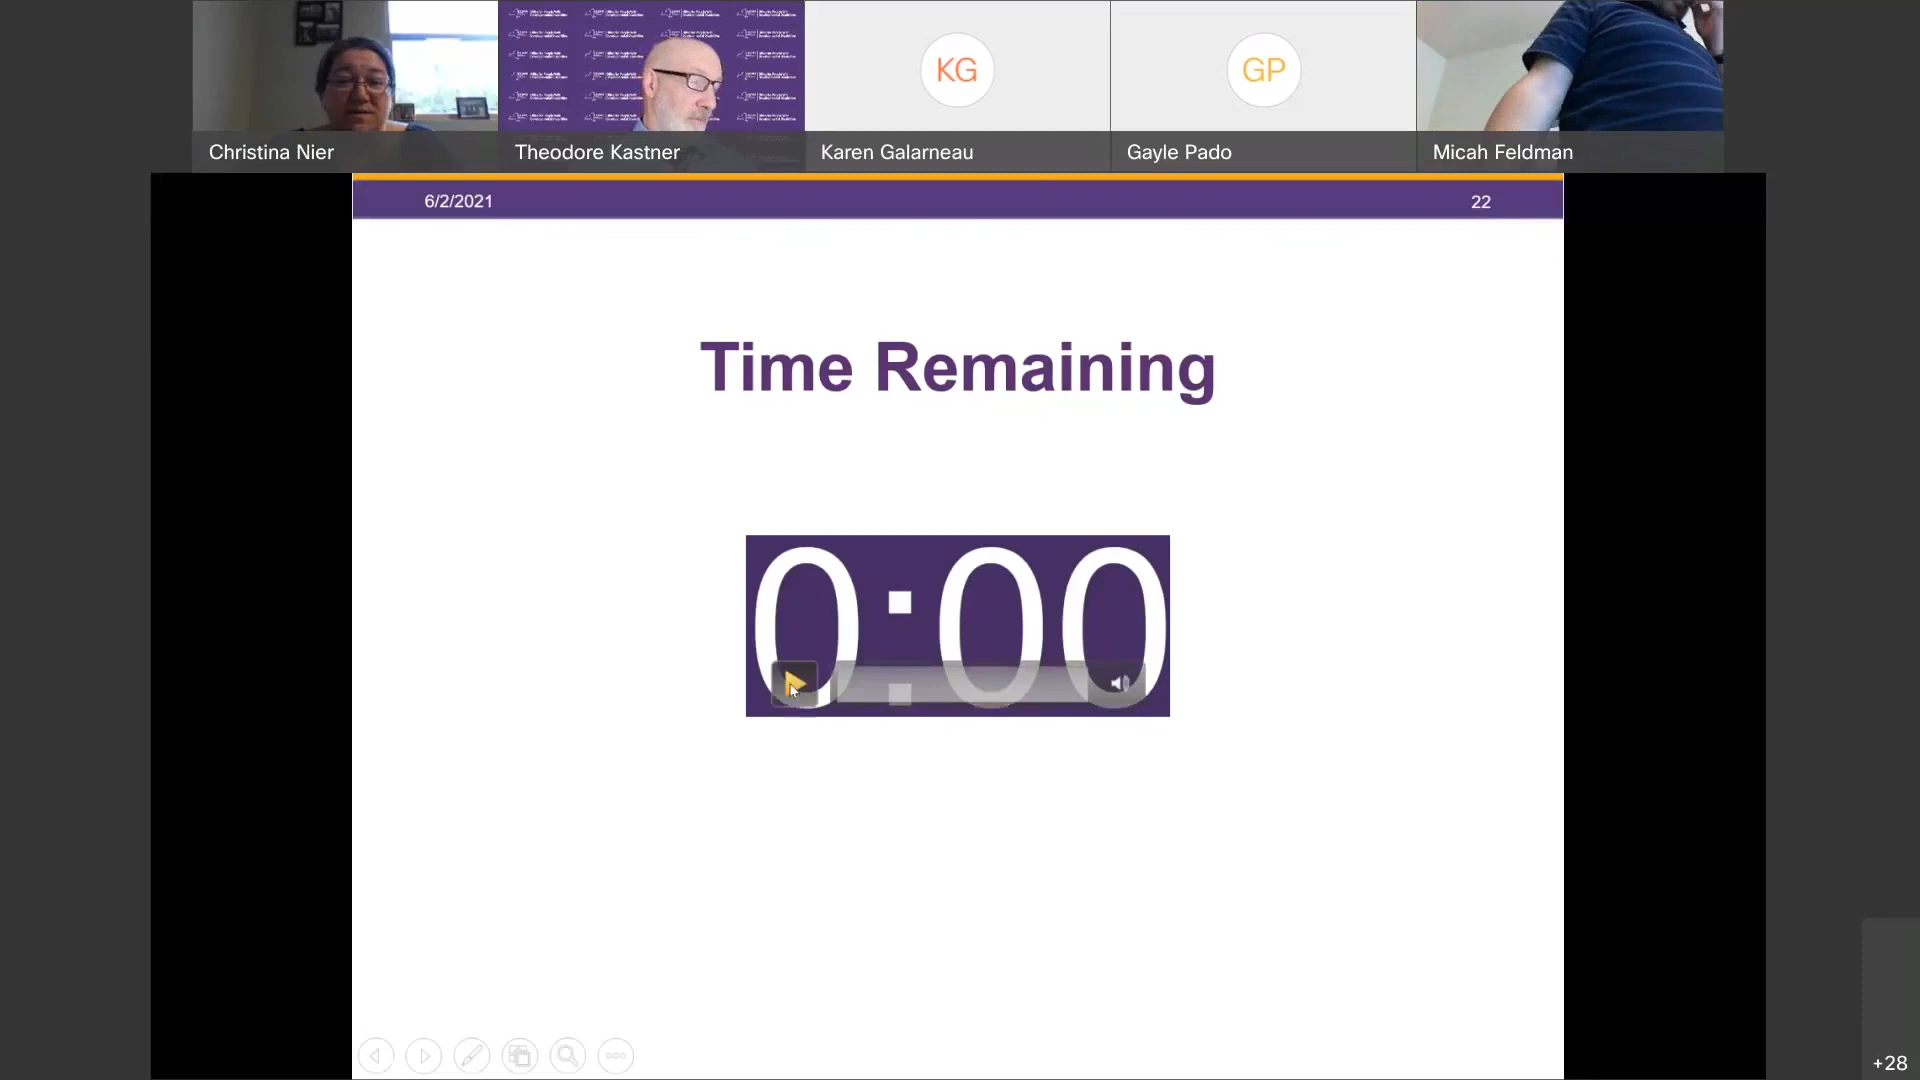 KG
GP
Christina Nier
Theodore Kastner
Karen Galarneau
Gayle Pado
Micah Feldman
6/2/2021
22
Time Remaining
0:00
+28